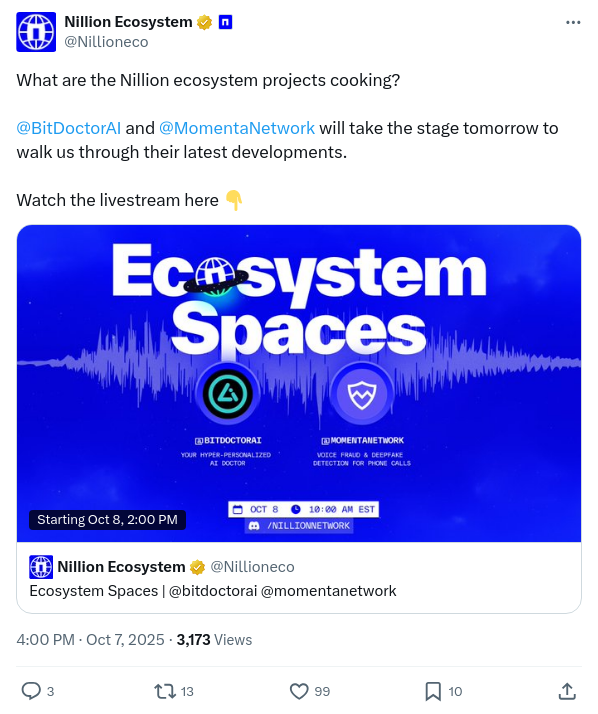 Nillion Ecosystem
@Nillioneco
What are the Nillion ecosystem projects cooking?
@BitDoctorAI and @MomentaNetwork will take the stage tomorrow to
walk us through their latest developments.
Watch the livestream here 👇
Ecosystem
Spaces
@BITDOCTORAI
YOUR HYPER-PERSONALIZED
AI DOCTOR
@MOMENTANETWORK
VOICE FRAUD & DEEPFAKE
DETECTION FOR PHONE CALLS
OCT 8 10:00 AM EST
/NILLIONNETWORK
Starting Oct 8, 2:00 PM
Nillion Ecosystem @Nillioneco
Ecosystem Spaces | @bitdoctorai @momentanetwork
4:00 PM · Oct 7, 2025 · 3,173 Views
3 13 99 10